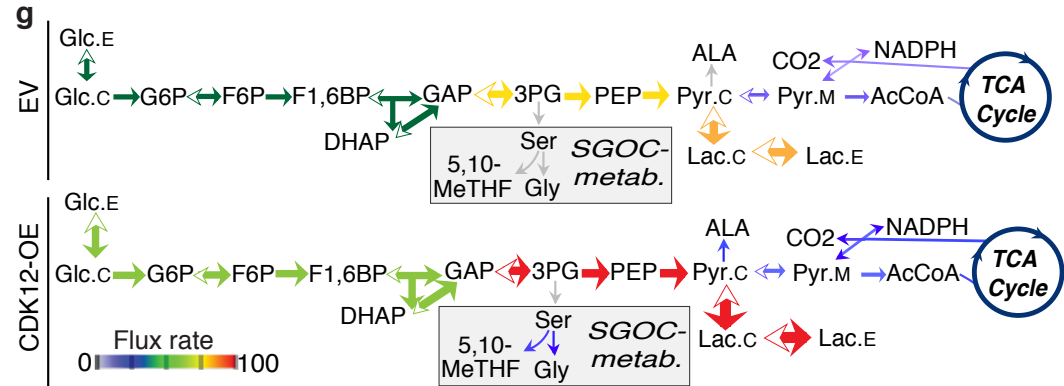 g
EV
Glc.E
Glc.C G6P F6P F1,6BP GAP 3PG PEP Pyr.C Pyr.M AcCoA
DHAP
ALA
CO2 NADPH
TCA
Cycle
Lac.C Lac.E
Ser
5,10-
MeTHF Gly
SGOC-
metab.
CDK12-OE
Glc.E
Glc.C G6P F6P F1,6BP GAP 3PG PEP Pyr.C Pyr.M AcCoA
DHAP
ALA
CO2 NADPH
TCA
Cycle
Lac.C Lac.E
Ser
5,10-
MeTHF Gly
SGOC-
metab.
Flux rate
0 100